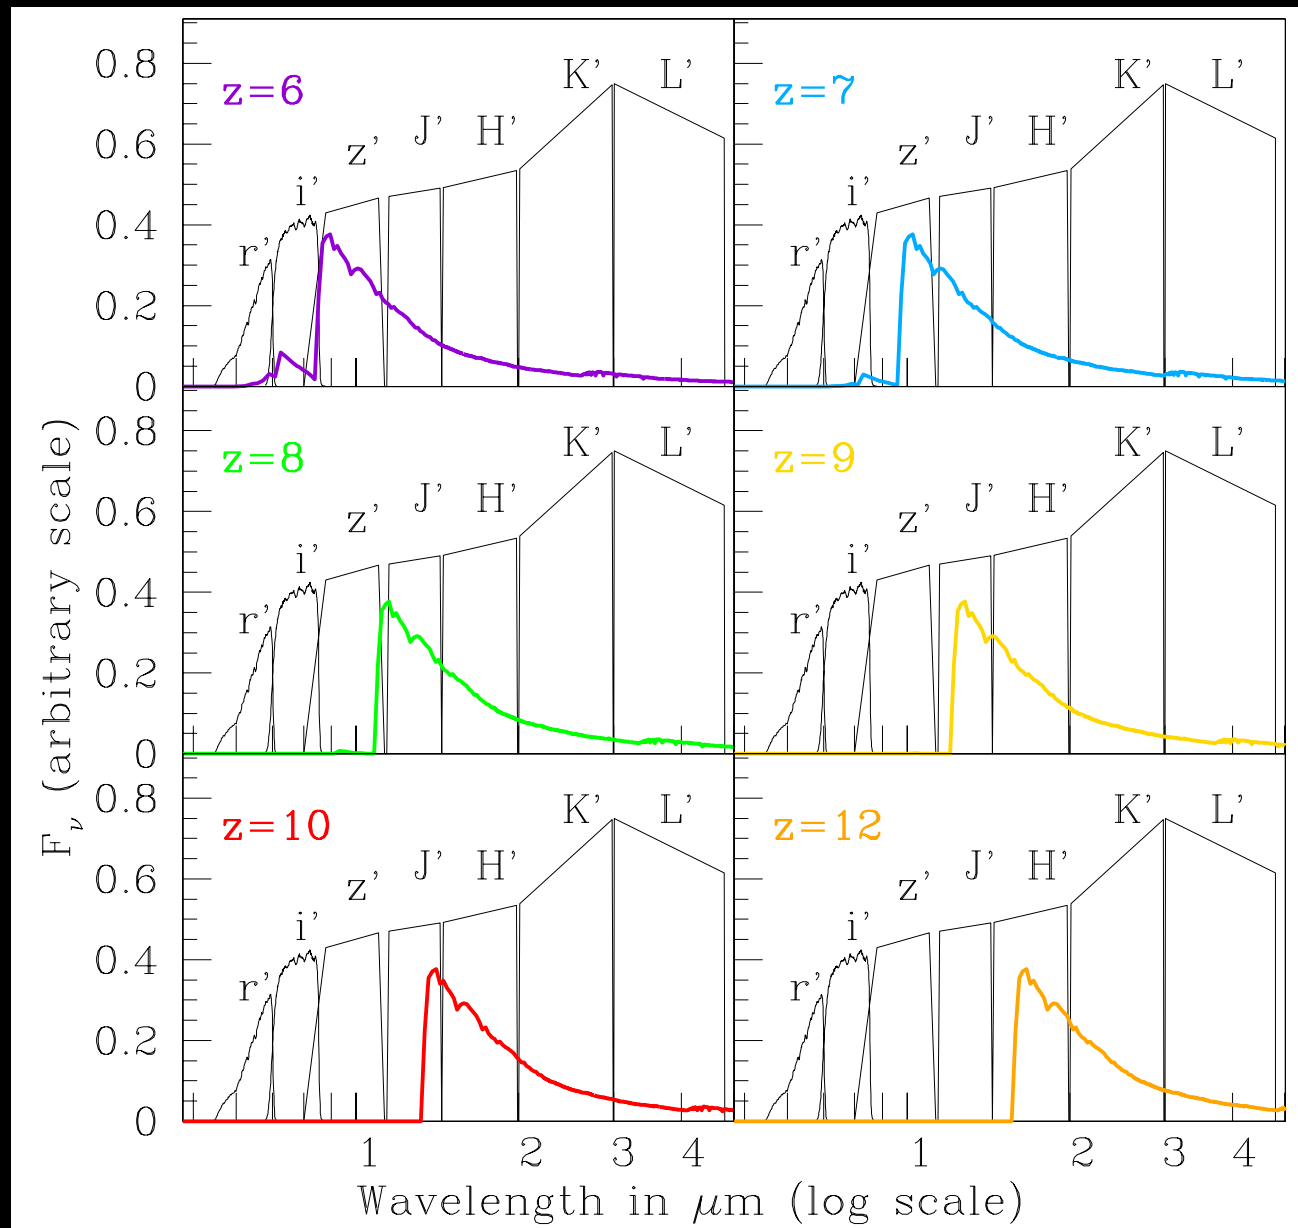 0.8
0.6
0.4
0.2
0
z=6
r’
i’
z’
J’
H’
K’
L’
z=7
r’
i’
z’
J’
H’
K’
L’
0.8
0.6
0.4
0.2
0
z=8
r’
i’
z’
J’
H’
K’
L’
z=9
r’
i’
z’
J’
H’
K’
L’
0.8
0.6
0.4
0.2
0
z=10
r’
i’
z’
J’
H’
K’
L’
z=12
r’
i’
z’
J’
H’
K’
L’
F_ν (arbitrary scale)
1 2 3 4
1 2 3 4
Wavelength in μm (log scale)